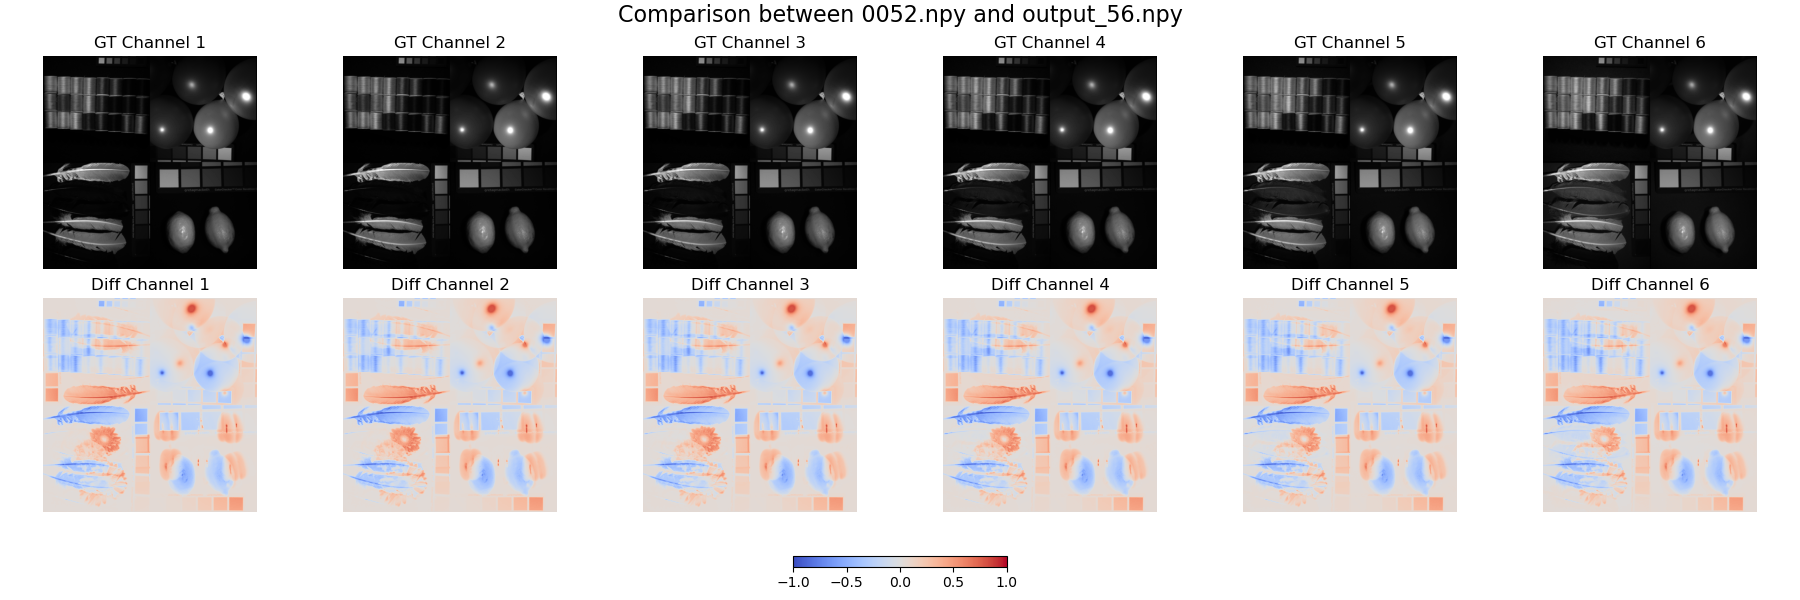 Comparison between 0052.npy and output_56.npy
GT Channel 1
GT Channel 2
GT Channel 3
GT Channel 4
GT Channel 5
GT Channel 6
Diff Channel 1
Diff Channel 2
Diff Channel 3
Diff Channel 4
Diff Channel 5
Diff Channel 6
−1.0 −0.5 0.0 0.5 1.0